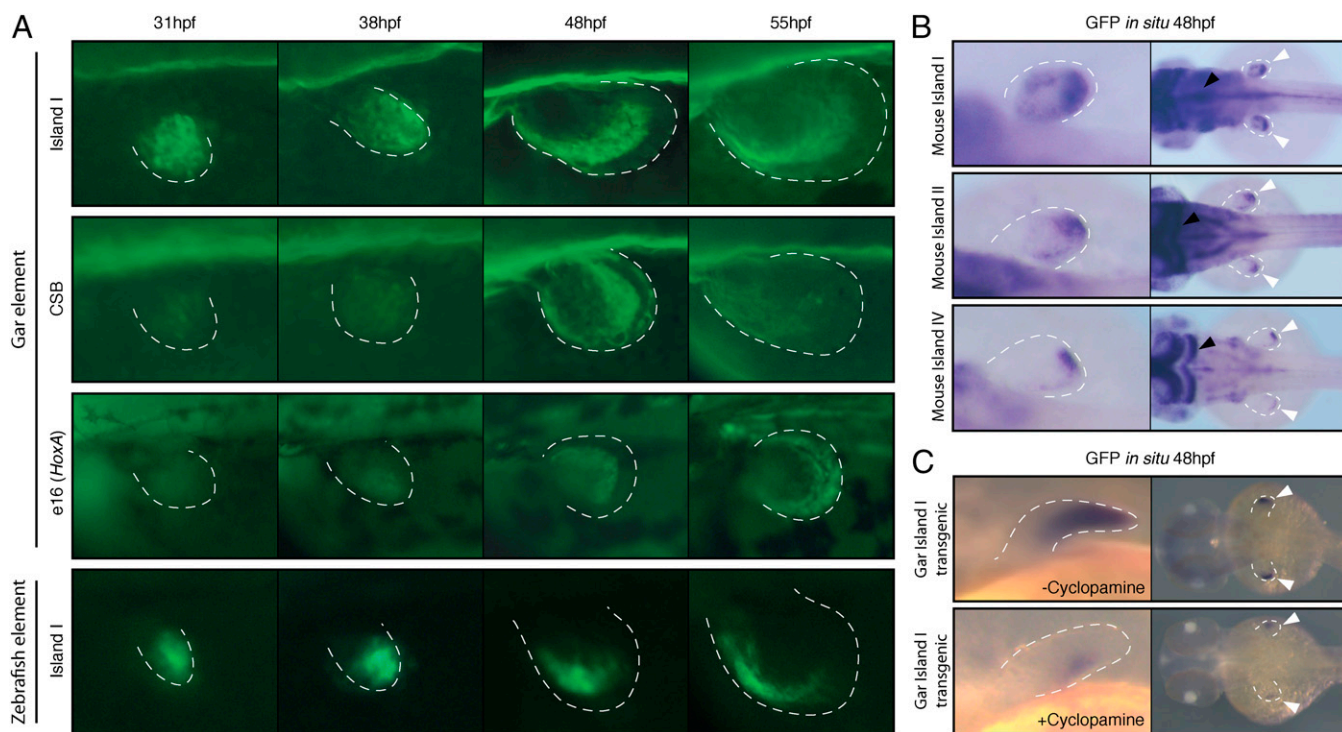 A
31hpf
38hpf
48hpf
55hpf
Gar element
Island I
CSB
e16 (HoxA)
Zebrafish element
Island I
B
GFP in situ 48hpf
Mouse Island I
Mouse Island II
Mouse Island IV
C
GFP in situ 48hpf
Gar Island I
transgenic
-Cyclopamine
Gar Island I
transgenic
+Cyclopamine